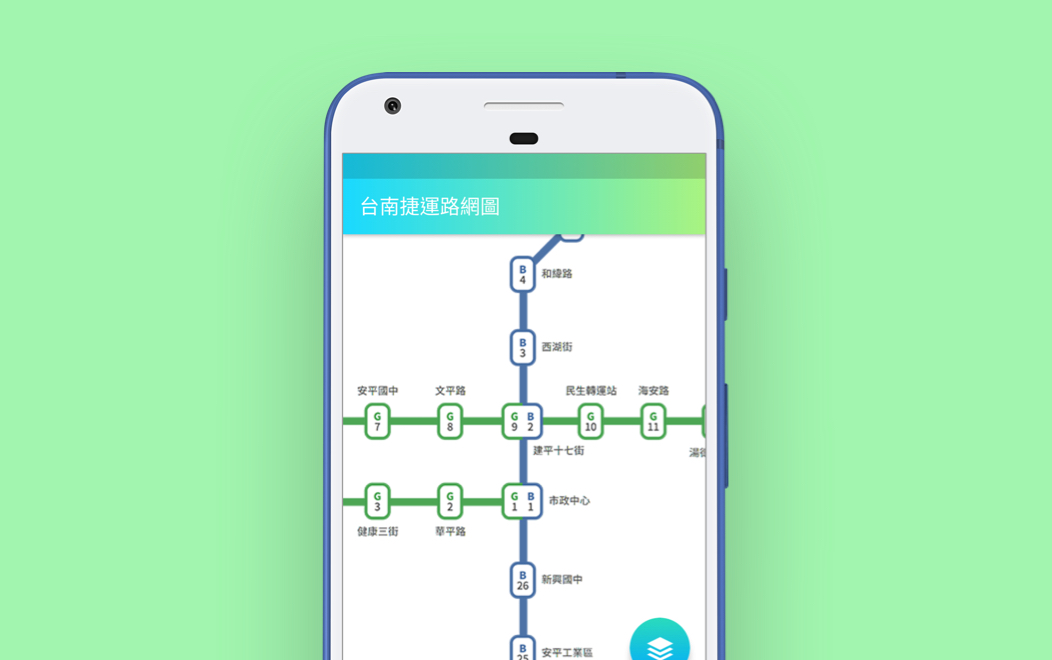 台南捷運路網圖
B
4
和緯路
B
3
西湖街
安平國中
文平路
民生轉運站
海安路
G
7
G
8
G B
9 2
G
10
G
11
建平十七街
湯
G
3
G
2
G B
1 1
市政中心
健康三街
華平路
B
26
新興國中
B
25
安平工業區